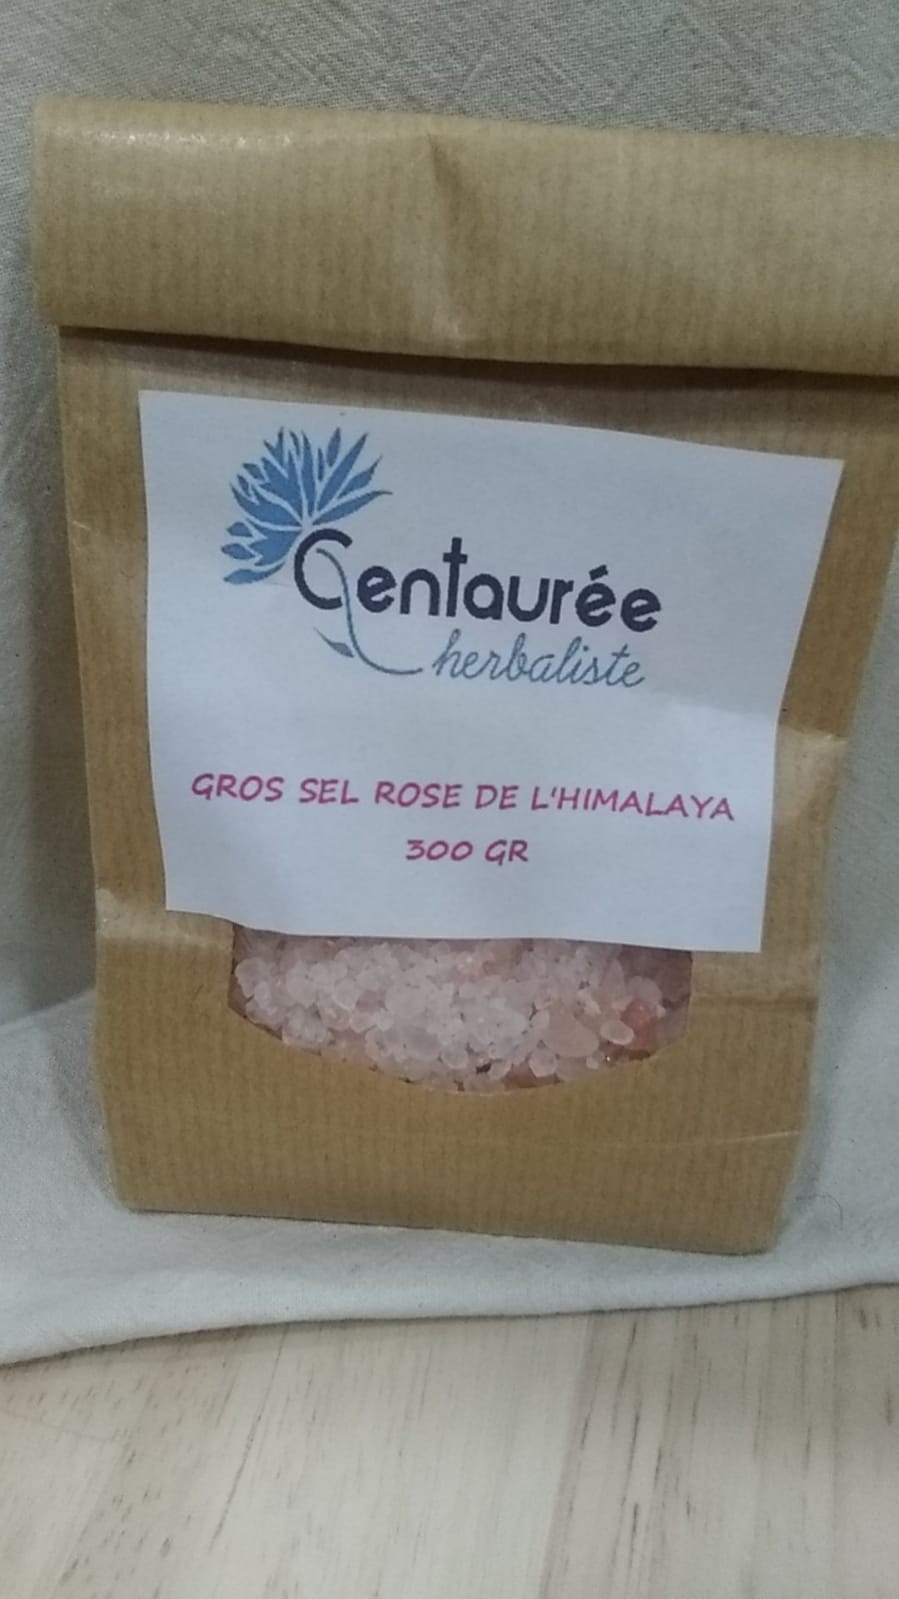 Centaurée
herbaliste
GROS SEL ROSE DE L'HIMALAYA
300 GR